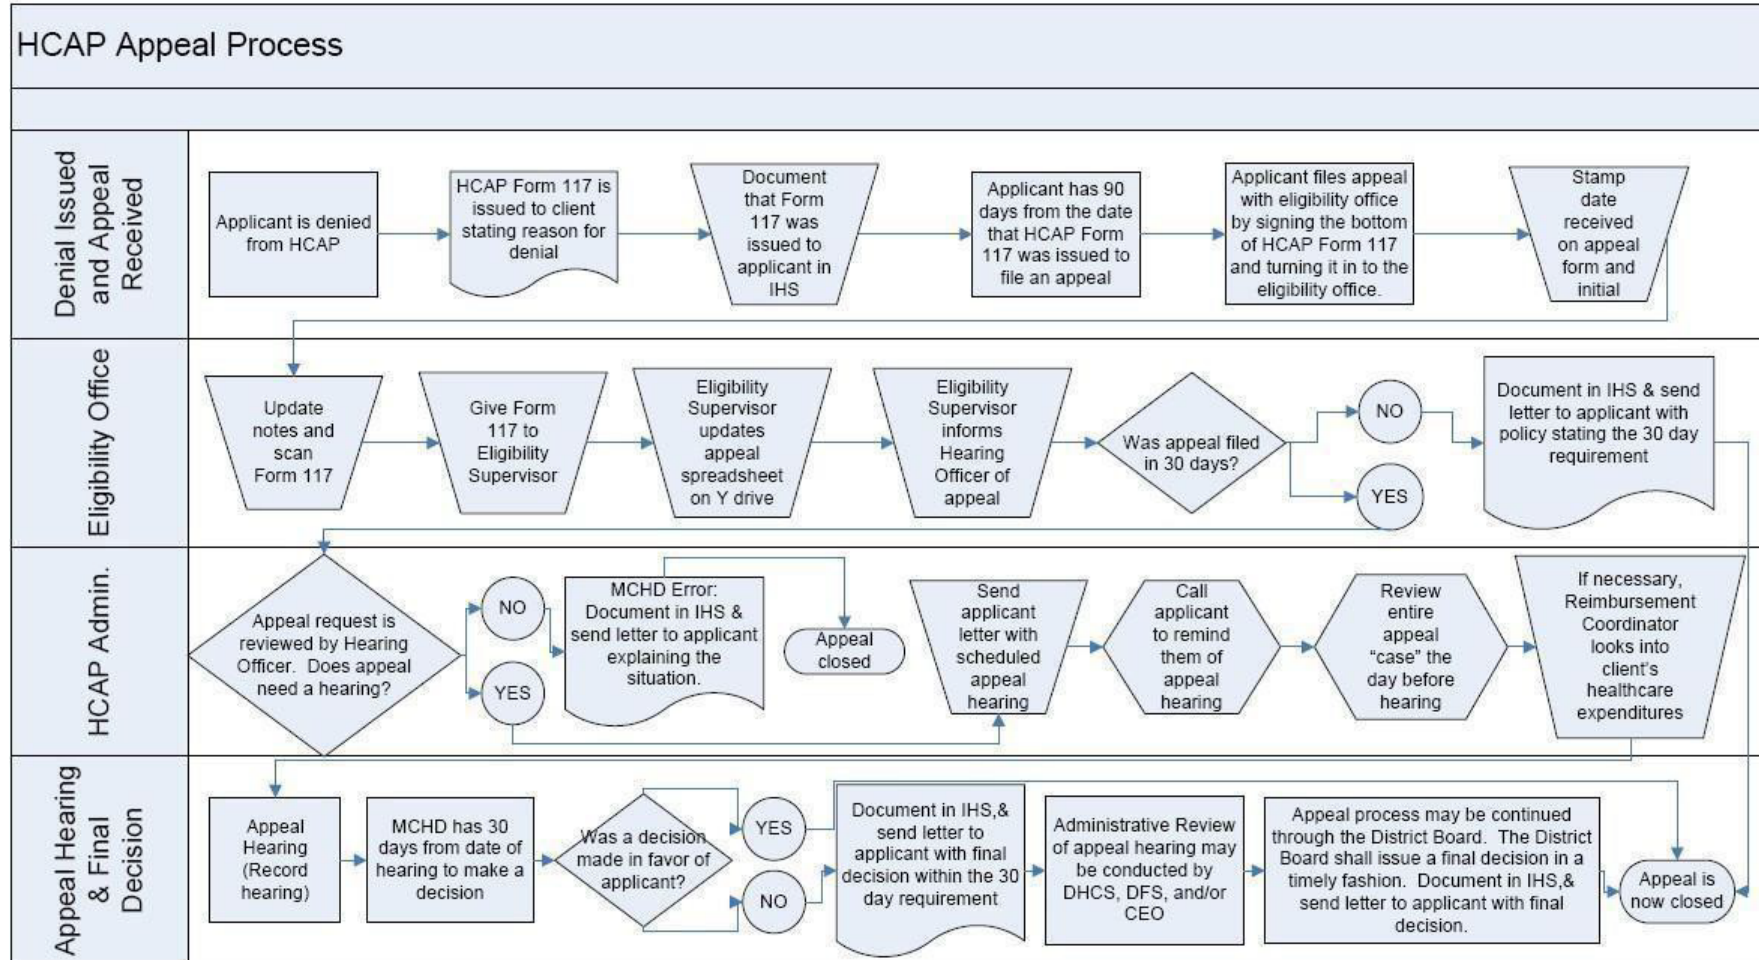 HCAP Appeal Process
Denial Issued
and Appeal
Received
Applicant is denied
from HCAP
HCAP Form 117 is
issued to client
stating reason for
denial
Document
that Form
117 was
issued to
applicant in
IHS
Applicant has 90
days from the date
that HCAP Form
117 was issued to
file an appeal
Applicant files appeal
with eligibility office
by signing the bottom
of HCAP Form 117
and turning it in to the
eligibility office.
Stamp
date
received
on appeal
form and
initial
Eligibility Office
Update
notes and
scan
Form 117
Give Form
117 to
Eligibility
Supervisor
Eligibility
Supervisor
updates
appeal
spreadsheet
on Y drive
Eligibility
Supervisor
informs
Hearing
Officer of
appeal
Was appeal filed
in 30 days?
NO
YES
Document in IHS & send
letter to applicant with
policy stating the 30 day
requirement
HCAP Admin.
Appeal request is
reviewed by Hearing
Officer. Does appeal
need a hearing?
NO
YES
MCHD Error:
Document in IHS &
send letter to applicant
explaining the
situation.
Appeal
closed
Send
applicant
letter with
scheduled
appeal
hearing
Call
applicant
to remind
them of
appeal
hearing
Review
entire
appeal
“case” the
day before
hearing
If necessary,
Reimbursement
Coordinator
looks into
client’s
healthcare
expenditures
Appeal Hearing
& Final
Decision
Appeal
Hearing
(Record
hearing)
MCHD has 30
days from date of
hearing to make a
decision
Was a decision
made in favor of
applicant?
YES
NO
Document in IHS,&
send letter to
applicant with final
decision within the 30
day requirement
Administrative Review
of appeal hearing may
be conducted by
DHCS, DFS, and/or
CEO
Appeal process may be continued
through the District Board. The District
Board shall issue a final decision in a
timely fashion. Document in IHS,&
send letter to applicant with final
decision.
Appeal is
now closed